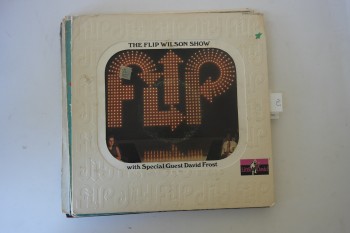 THE FLIP WILSON SHOW
FLIP
with Special Guest David Frost